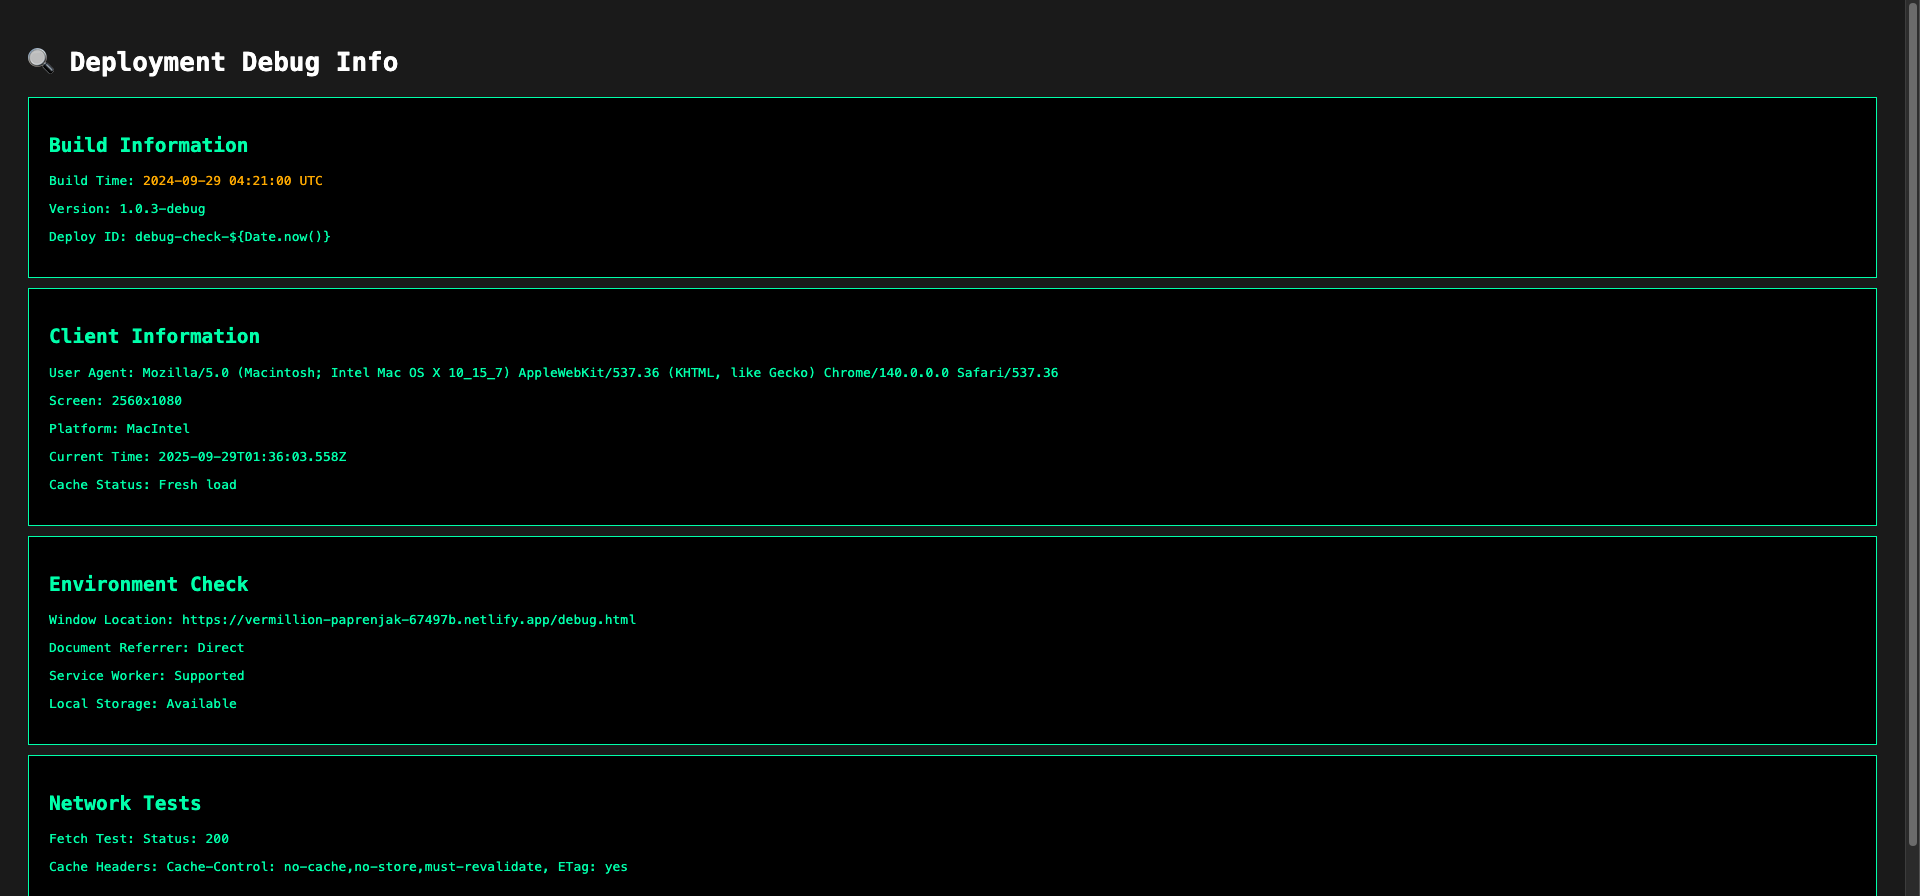 🔍 Deployment Debug Info
Build Information
Build Time: 2024-09-29 04:21:00 UTC
Version: 1.0.3-debug
Deploy ID: debug-check-${Date.now()}
Client Information
User Agent: Mozilla/5.0 (Macintosh; Intel Mac OS X 10_15_7) AppleWebKit/537.36 (KHTML, like Gecko) Chrome/140.0.0.0 Safari/537.36
Screen: 2560x1080
Platform: MacIntel
Current Time: 2025-09-29T01:36:03.558Z
Cache Status: Fresh load
Environment Check
Window Location: https://vermillion-paprenjak-67497b.netlify.app/debug.html
Document Referrer: Direct
Service Worker: Supported
Local Storage: Available
Network Tests
Fetch Test: Status: 200
Cache Headers: Cache-Control: no-cache,no-store,must-revalidate, ETag: yes